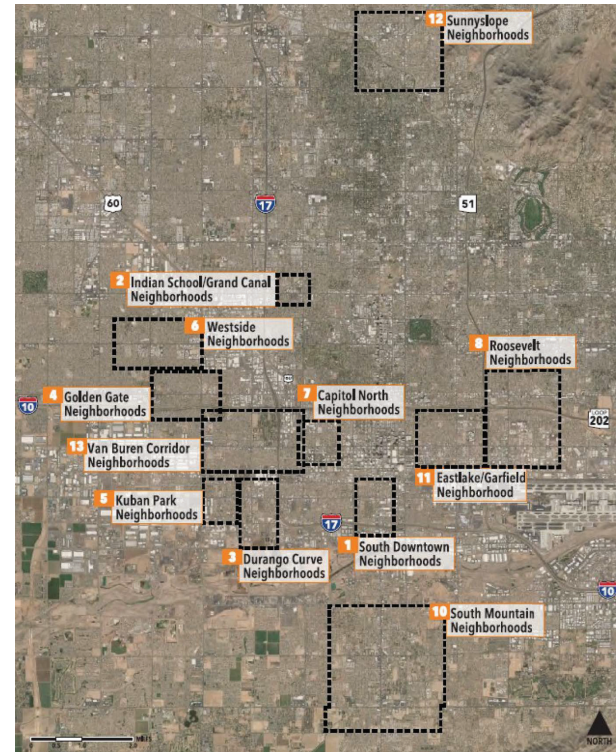 12 Sunnyslope
Neighborhoods
60
17
51
2 Indian School/Grand Canal
Neighborhoods
6 Westside
Neighborhoods
8 Roosevelt
Neighborhoods
4 Golden Gate
Neighborhoods
7 Capitol North
Neighborhoods
10
LOOP
202
13 Van Buren Corridor
Neighborhoods
11 Eastlake/Garfield
Neighborhood
5 Kuban Park
Neighborhoods
17
1 South Downtown
Neighborhoods
3 Durango Curve
Neighborhoods
10
10 South Mountain
Neighborhoods
NORTH